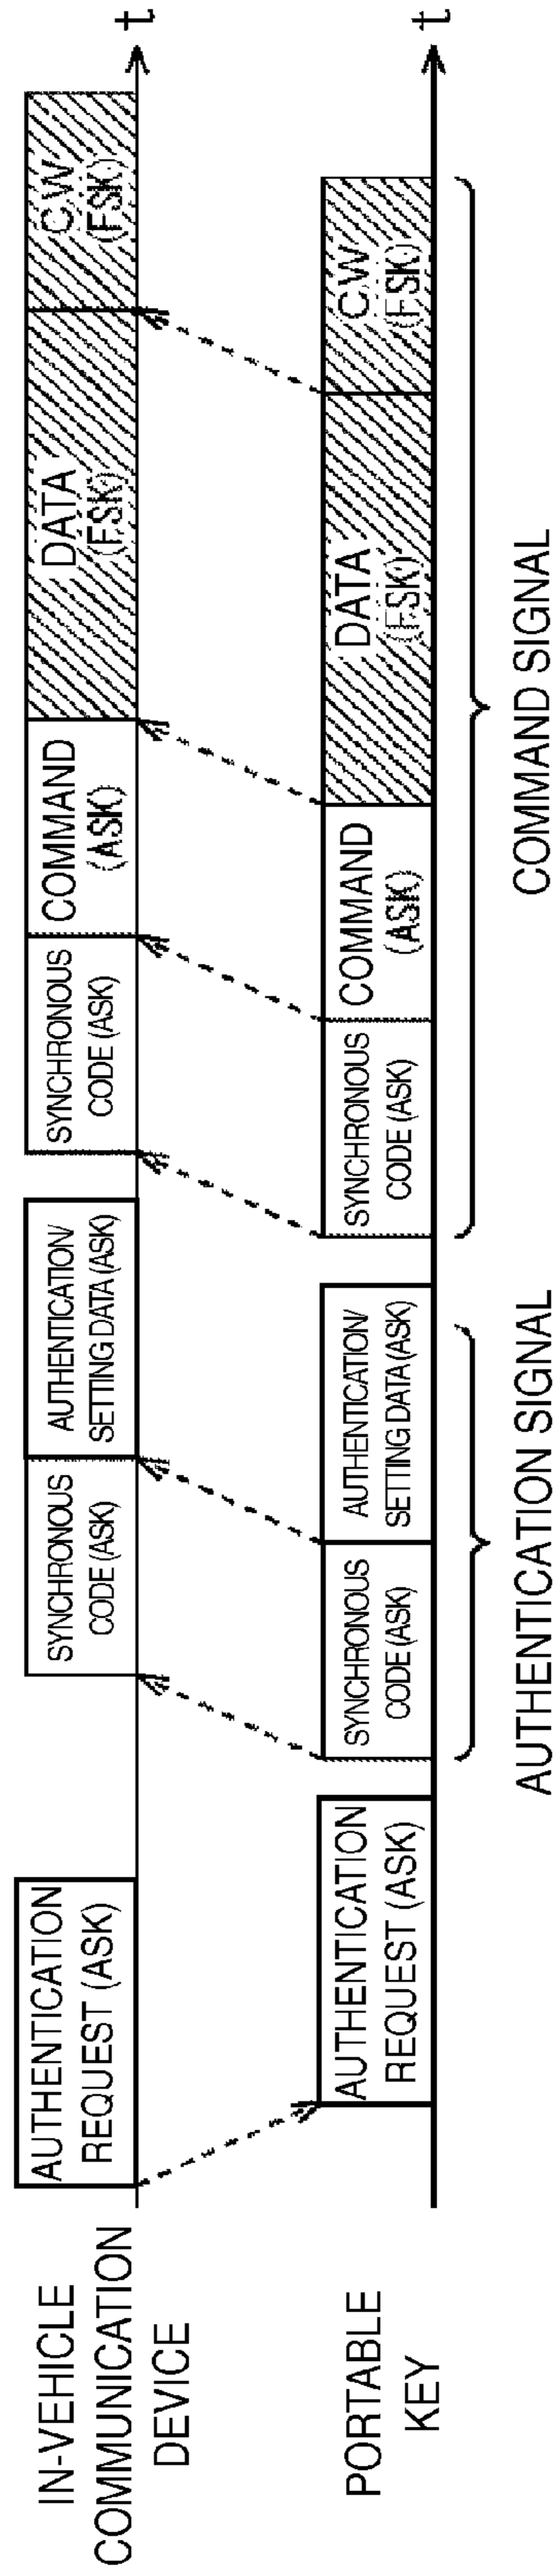 IN-VEHICLE
COMMUNICATION
DEVICE
AUTHENTICATION
REQUEST (ASK)
SYNCHRONOUS
CODE (ASK)
AUTHENTICATION/
SETTING DATA (ASK)
SYNCHRONOUS
CODE (ASK)
COMMAND
(ASK)
DATA
(FSK)
CW
(FSK)
t
PORTABLE
KEY
AUTHENTICATION
REQUEST (ASK)
SYNCHRONOUS
CODE (ASK)
AUTHENTICATION/
SETTING DATA (ASK)
SYNCHRONOUS
CODE (ASK)
COMMAND
(ASK)
DATA
(FSK)
CW
(FSK)
t
AUTHENTICATION SIGNAL
COMMAND SIGNAL